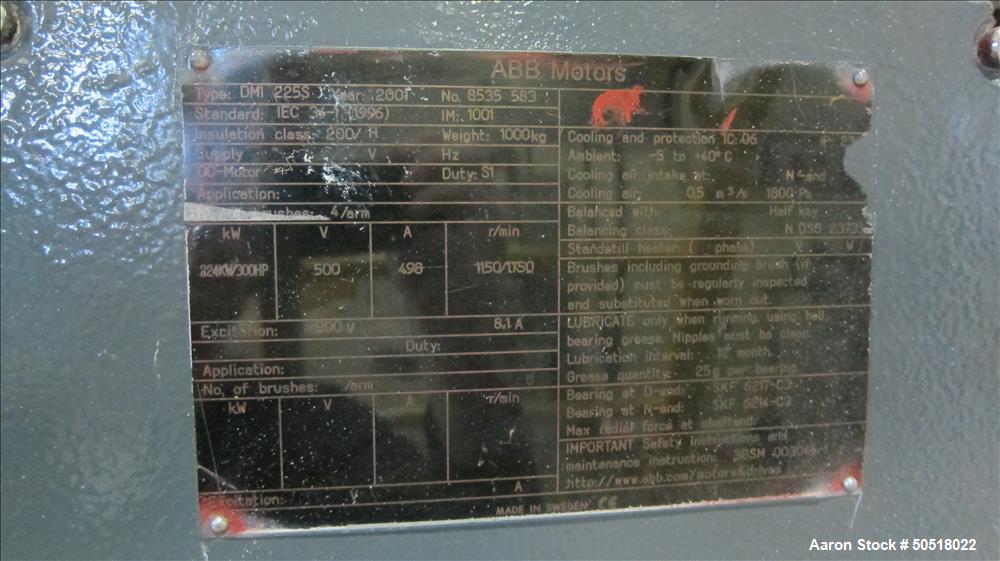 ABB Motors
Type: DMI 225S Year: 2001 No. 8535 583
Standard: IEC (1996) IM: 1001
Insulation class: 200/ H Weight: 1000kg
Supply V Hz
DC-Motor Duty: S1
Application:
brushes: 4/arm
kW V A r/min
224KW/300HP 500 498 1150/1750
Excitation: V 8,1 A
Duty:
Application:
No. of brushes: /arm
kW V A r/min
Excitation: V A
Cooling and protection IC: 06
Ambient: -5 to +40°C
Cooling air intake at: N-end
Cooling air, 0,5 m³/s 1800 Pa
Balanced with: Half key
Balancing class: N
Standstill heater ( phase) V W
Brushes including grounding brush (if
provided) must be regularly inspected
and substituted when worn out.
LUBRICATE only when running, using ball
bearing grease. Nipples must be clean.
Lubrication interval: 12 month
Grease quantity: 25g per bearing
Bearing at D-end: SKF 6217-C3
Bearing at N-end: SKF 6214-C3
Max radial force at shaftend:
IMPORTANT Safety instructions and
maintenance instruction:
http://www.abb.com/motors&drives
MADE IN SWEDEN CE
Aaron Stock # 50518022